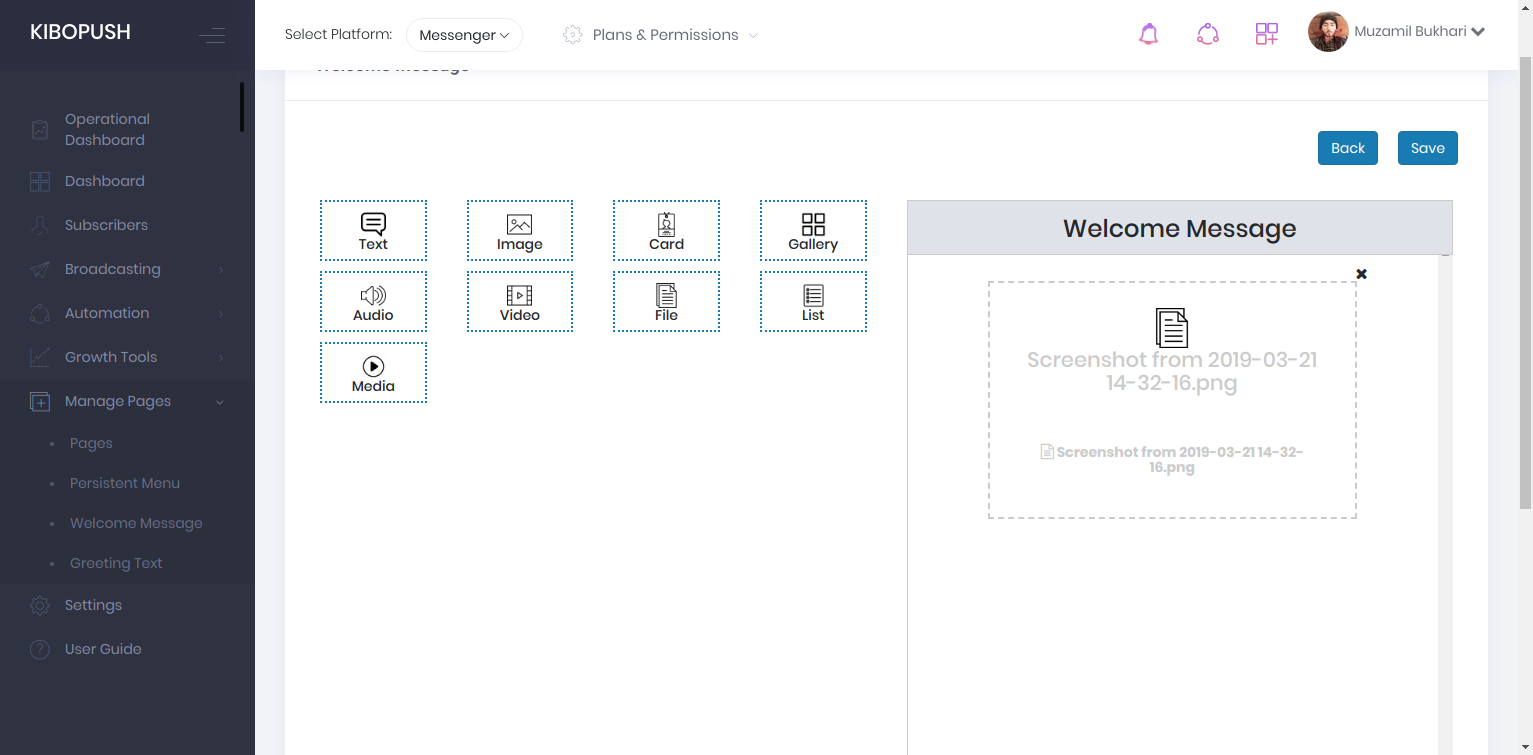 KIBOPUSH
Select Platform:
Messenger
Plans & Permissions
Muzamil Bukhari
Operational
Dashboard
Dashboard
Subscribers
Broadcasting
Automation
Growth Tools
Manage Pages
Pages
Persistent Menu
Welcome Message
Greeting Text
Settings
User Guide
Welcome Message
Back
Save
Text
Image
Card
Gallery
Audio
Video
File
List
Media
Welcome Message
Screenshot from 2019-03-21
14-32-16.png
Screenshot from 2019-03-21 14-32-
16.png